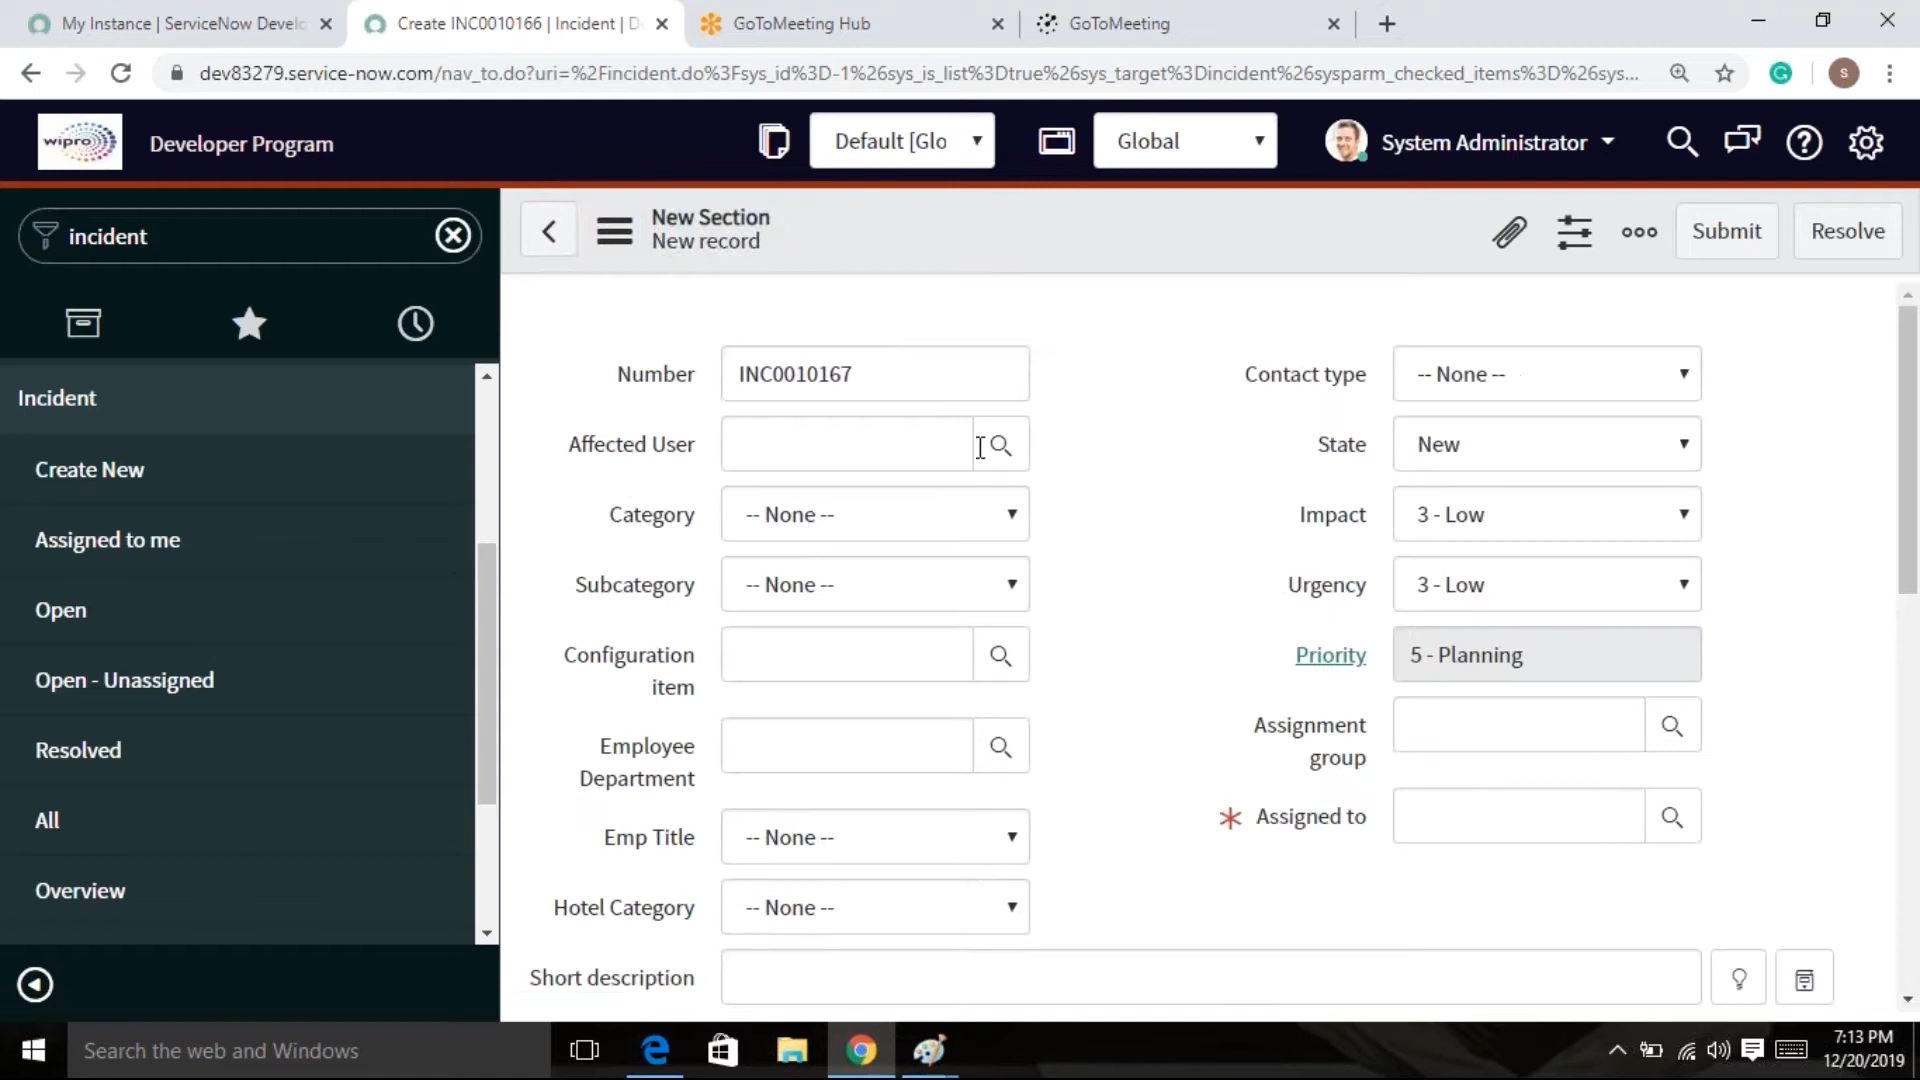 My Instance | ServiceNow Develo
Create INC0010166 | Incident | D
GoToMeeting Hub
GoToMeeting
dev83279.service-now.com/nav_to.do?uri=%2Fincident.do%3Fsys_id%3D-1%26sys_is_list%3Dtrue%26sys_target%3Dincident%26sysparm_checked_items%3D%26sys...
s
wipro
Developer Program
Default [Glo
Global
System Administrator
incident
New Section
New record
Submit
Resolve
Incident
Create New
Assigned to me
Open
Open - Unassigned
Resolved
All
Overview
Number
INC0010167
Contact type
-- None --
Affected User
State
New
Category
-- None --
Impact
3 - Low
Subcategory
-- None --
Urgency
3 - Low
Configuration
item
Priority
5 - Planning
Employee
Department
Assignment
group
Emp Title
-- None --
Assigned to
Hotel Category
-- None --
Short description
Search the web and Windows
7:13 PM
12/20/2019